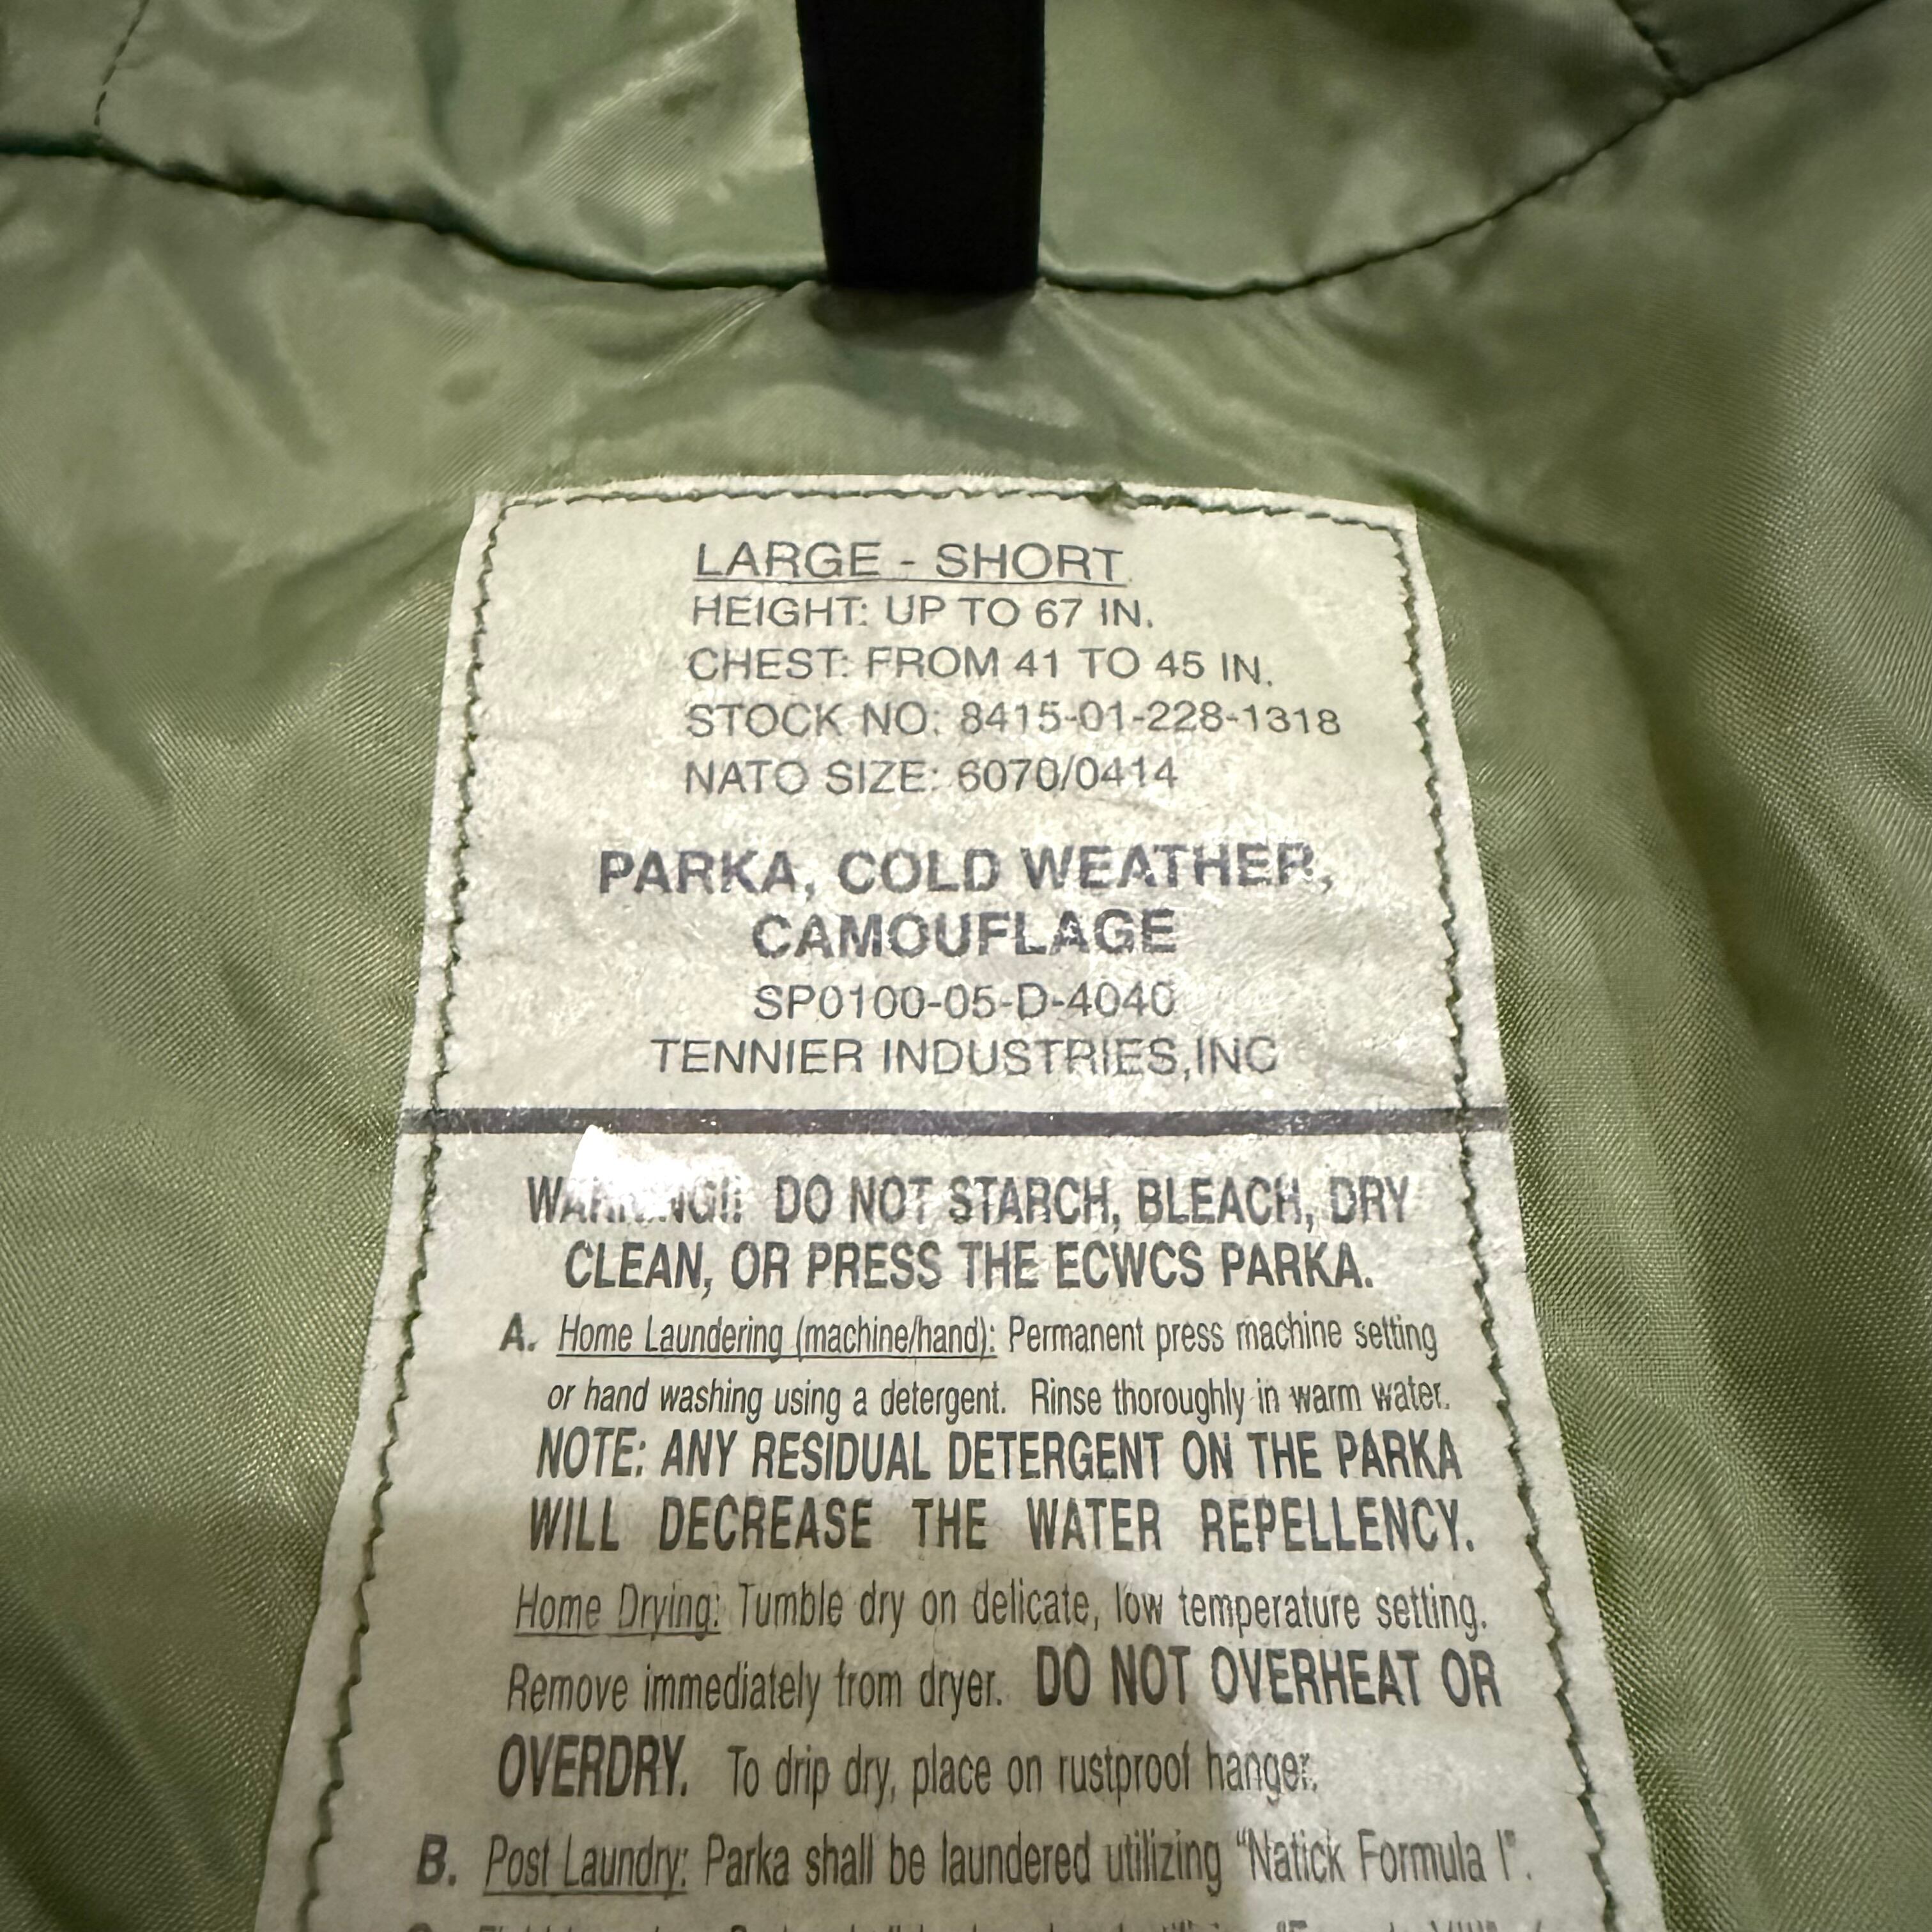 LARGE - SHORT
HEIGHT: UP TO 67 IN.
CHEST: FROM 41 TO 45 IN.
STOCK NO: 8415-01-228-1318
NATO SIZE: 6070/0414
PARKA, COLD WEATHER,
CAMOUFLAGE
SP0100-05-D-4040
TENNIER INDUSTRIES,INC
WARNING!! DO NOT STARCH, BLEACH, DRY
CLEAN, OR PRESS THE ECWCS PARKA.
A. Home Laundering (machine/hand): Permanent press machine setting
or hand washing using a detergent. Rinse thoroughly in warm water.
NOTE: ANY RESIDUAL DETERGENT ON THE PARKA
WILL DECREASE THE WATER REPELLENCY.
Home Drying: Tumble dry on delicate, low temperature setting.
Remove immediately from dryer. DO NOT OVERHEAT OR
OVERDRY. To drip dry, place on rustproof hanger.
B. Post Laundry: Parka shall be laundered utilizing "Natick Formula I".